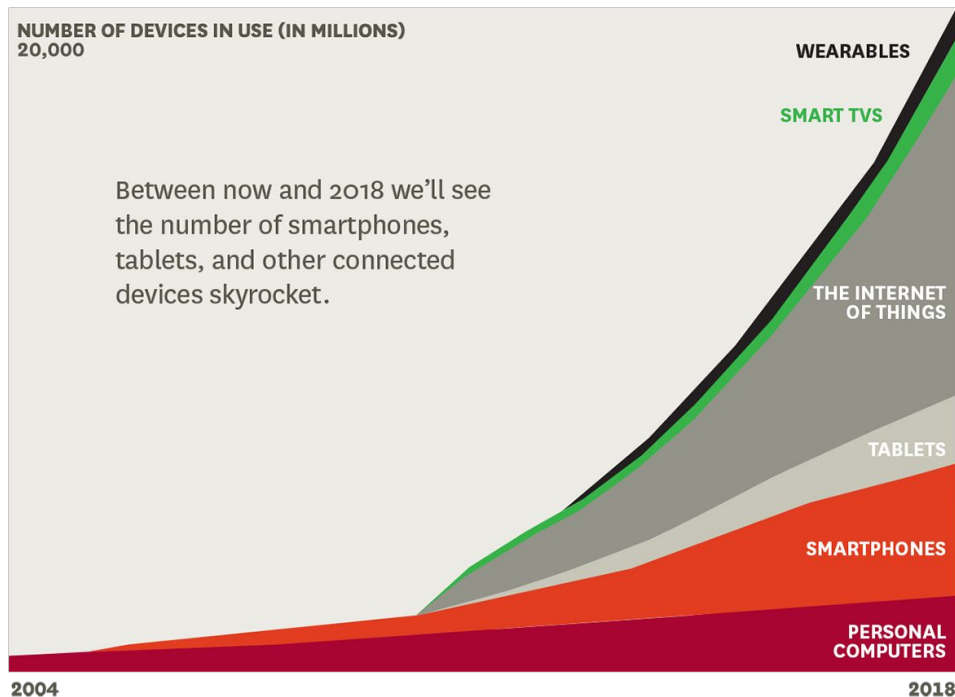 NUMBER OF DEVICES IN USE (IN MILLIONS)
20,000
WEARABLES
SMART TVS
Between now and 2018 we'll see
the number of smartphones,
tablets, and other connected
devices skyrocket.
THE INTERNET
OF THINGS
TABLETS
SMARTPHONES
PERSONAL
COMPUTERS
2004
2018